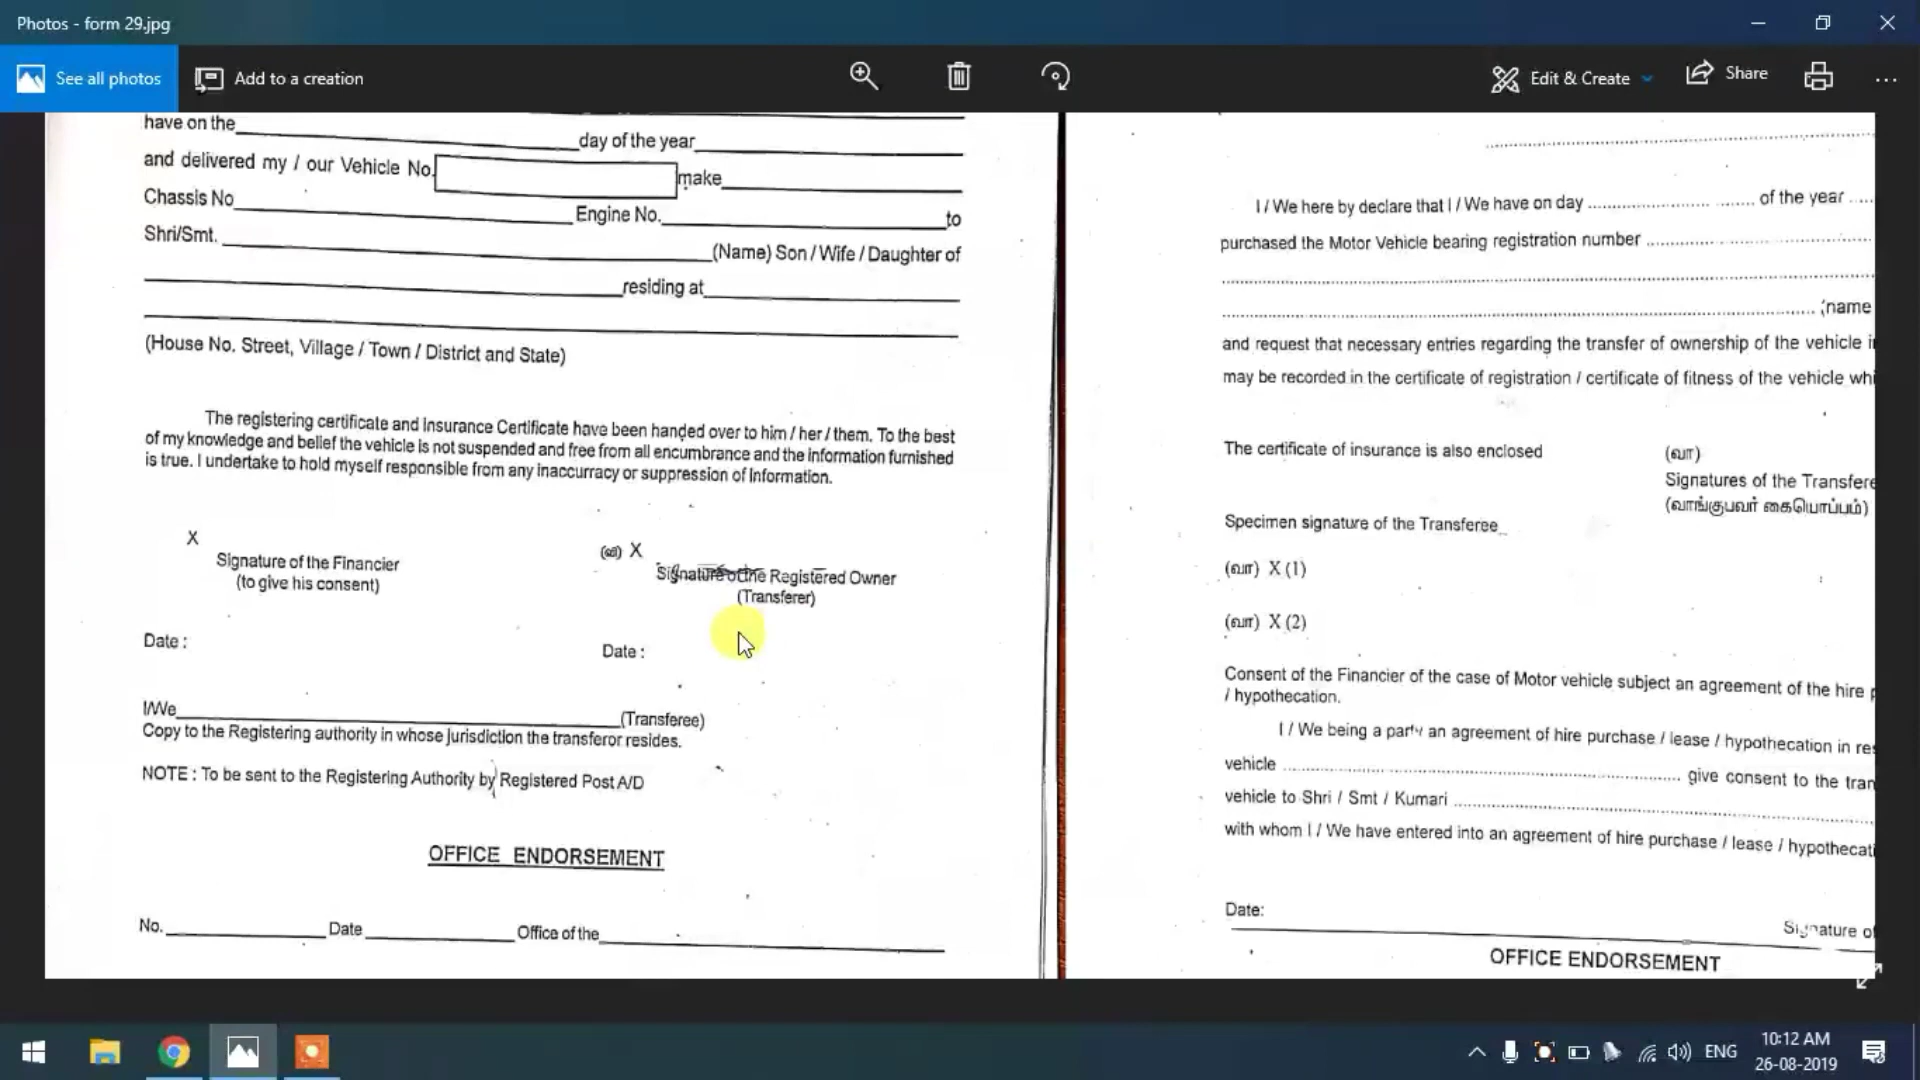 Photos - form 29.jpg
See all photos
Add to a creation
Edit & Create
Share
have on the
day of the year
and delivered my / our Vehicle No.
make
Chassis No
Engine No.
to
Shri/Smt.
(Name) Son / Wife / Daughter of
residing at
(House No. Street, Village / Town / District and State)
The registering certificate and Insurance Certificate have been handed over to him / her / them. To the best
of my knowledge and belief the vehicle is not suspended and free from all encumbrance and the information furnished
is true. I undertake to hold myself responsible from any inaccuracy or suppression of Information.
X
Signature of the Financier
(to give his consent)
(வி) X
Signature of the Registered Owner
(Transferer)
Date :
Date :
I/We
(Transferee)
Copy to the Registering authority in whose jurisdiction the transferor resides.
NOTE : To be sent to the Registering Authority by Registered Post A/D
OFFICE ENDORSEMENT
No.
Date
Office of the
I / We here by declare that I / We have on day
of the year
purchased the Motor Vehicle bearing registration number
(name
and request that necessary entries regarding the transfer of ownership of the vehicle
may be recorded in the certificate of registration / certificate of fitness of the vehicle
The certificate of insurance is also enclosed
(வா)
Signatures of the
(வாங்குபவர் கையொப்பம்)
Specimen signature of the Transferee
(வா) X (1)
(வா) X (2)
Consent of the Financier of the case of Motor vehicle subject an agreement of the hire
/ hypothecation.
I / We being a party an agreement of hire purchase / lease / hypothecation in
vehicle
give consent to the
vehicle to Shri / Smt / Kumari
with whom I / We have entered into an agreement of hire purchase / lease /
Date:
Signature
OFFICE ENDORSEMENT
ENG
10:12 AM
26-08-2019